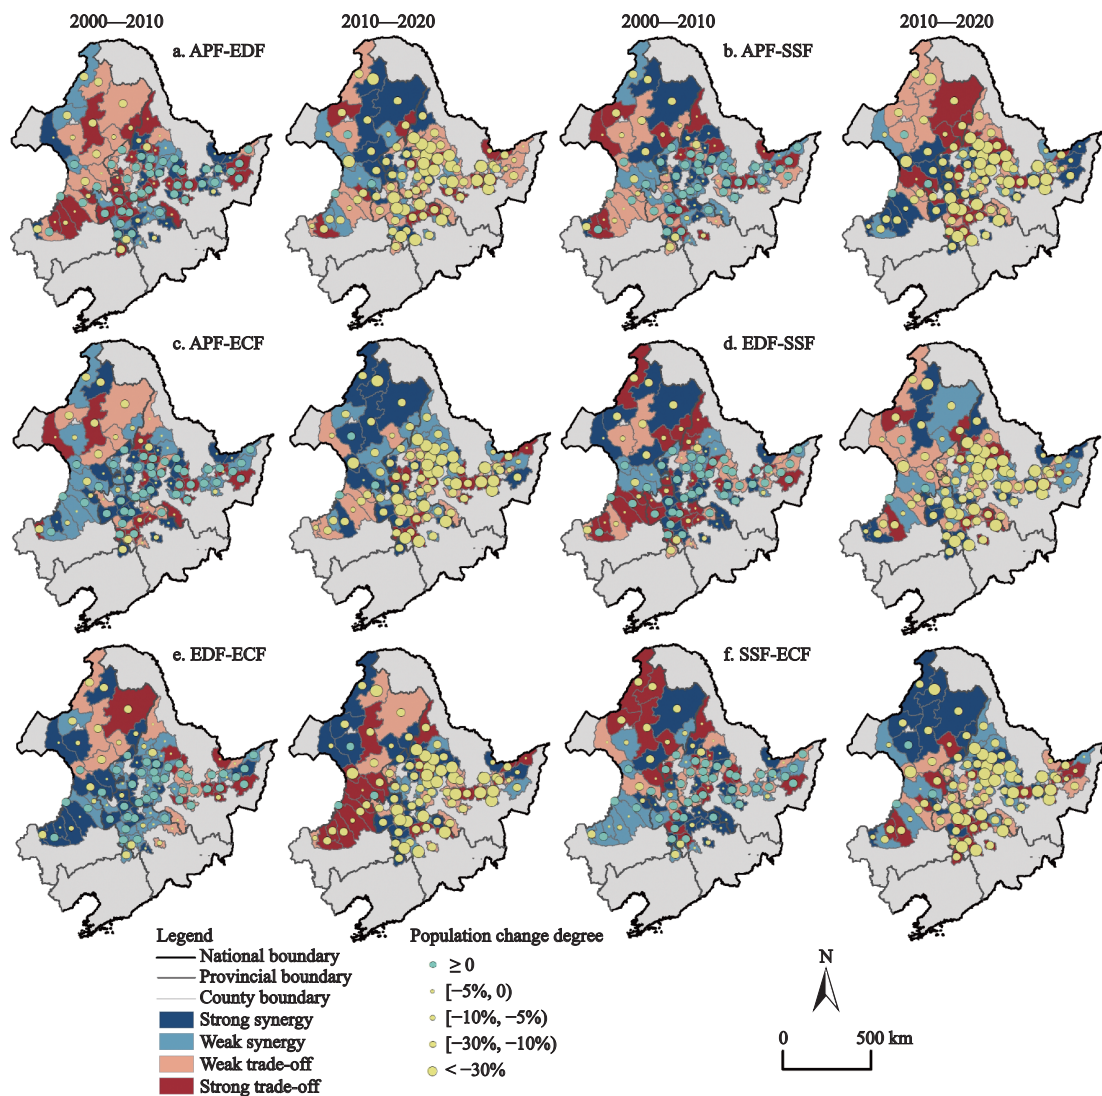 2000—2010
2010—2020
2000—2010
2010—2020
a. APF-EDF
b. APF-SSF
c. APF-ECF
d. EDF-SSF
e. EDF-ECF
f. SSF-ECF
Legend
National boundary
Provincial boundary
County boundary
Strong synergy
Weak synergy
Weak trade-off
Strong trade-off
Population change degree
≥ 0
[−5%, 0)
[−10%, −5%)
[−30%, −10%)
< −30%
N
0 500 km